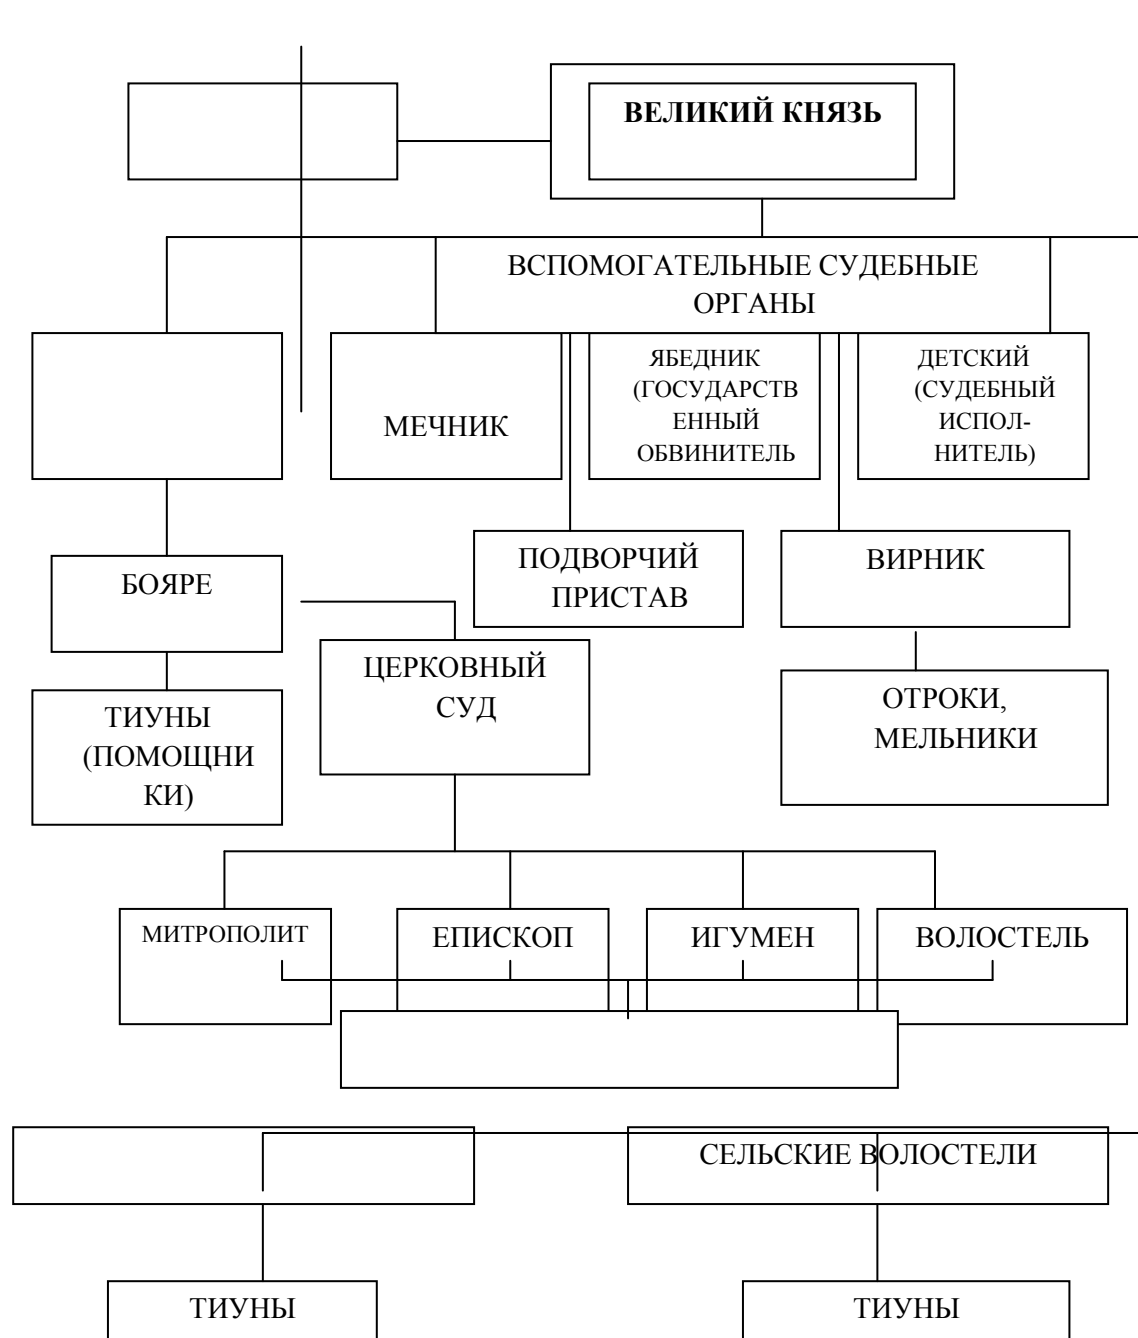 ВЕЛИКИЙ КНЯЗЬ
ВСПОМОГАТЕЛЬНЫЕ СУДЕБНЫЕ
ОРГАНЫ
МЕЧНИК
ЯБЕДНИК
(ГОСУДАРСТВ
ЕННЫЙ
ОБВИНИТЕЛЬ
ДЕТСКИЙ
(СУДЕБНЫЙ
ИСПОЛ-
НИТЕЛЬ)
БОЯРЕ
ПОДВОРЧИЙ
ПРИСТАВ
ВИРНИК
ТИУНЫ
(ПОМОЩНИ
КИ)
ЦЕРКОВНЫЙ
СУД
ОТРОКИ,
МЕЛЬНИКИ
МИТРОПОЛИТ
ЕПИСКОП
ИГУМЕН
ВОЛОСТЕЛЬ
СЕЛЬСКИЕ ВОЛОСТЕЛИ
ТИУНЫ
ТИУНЫ